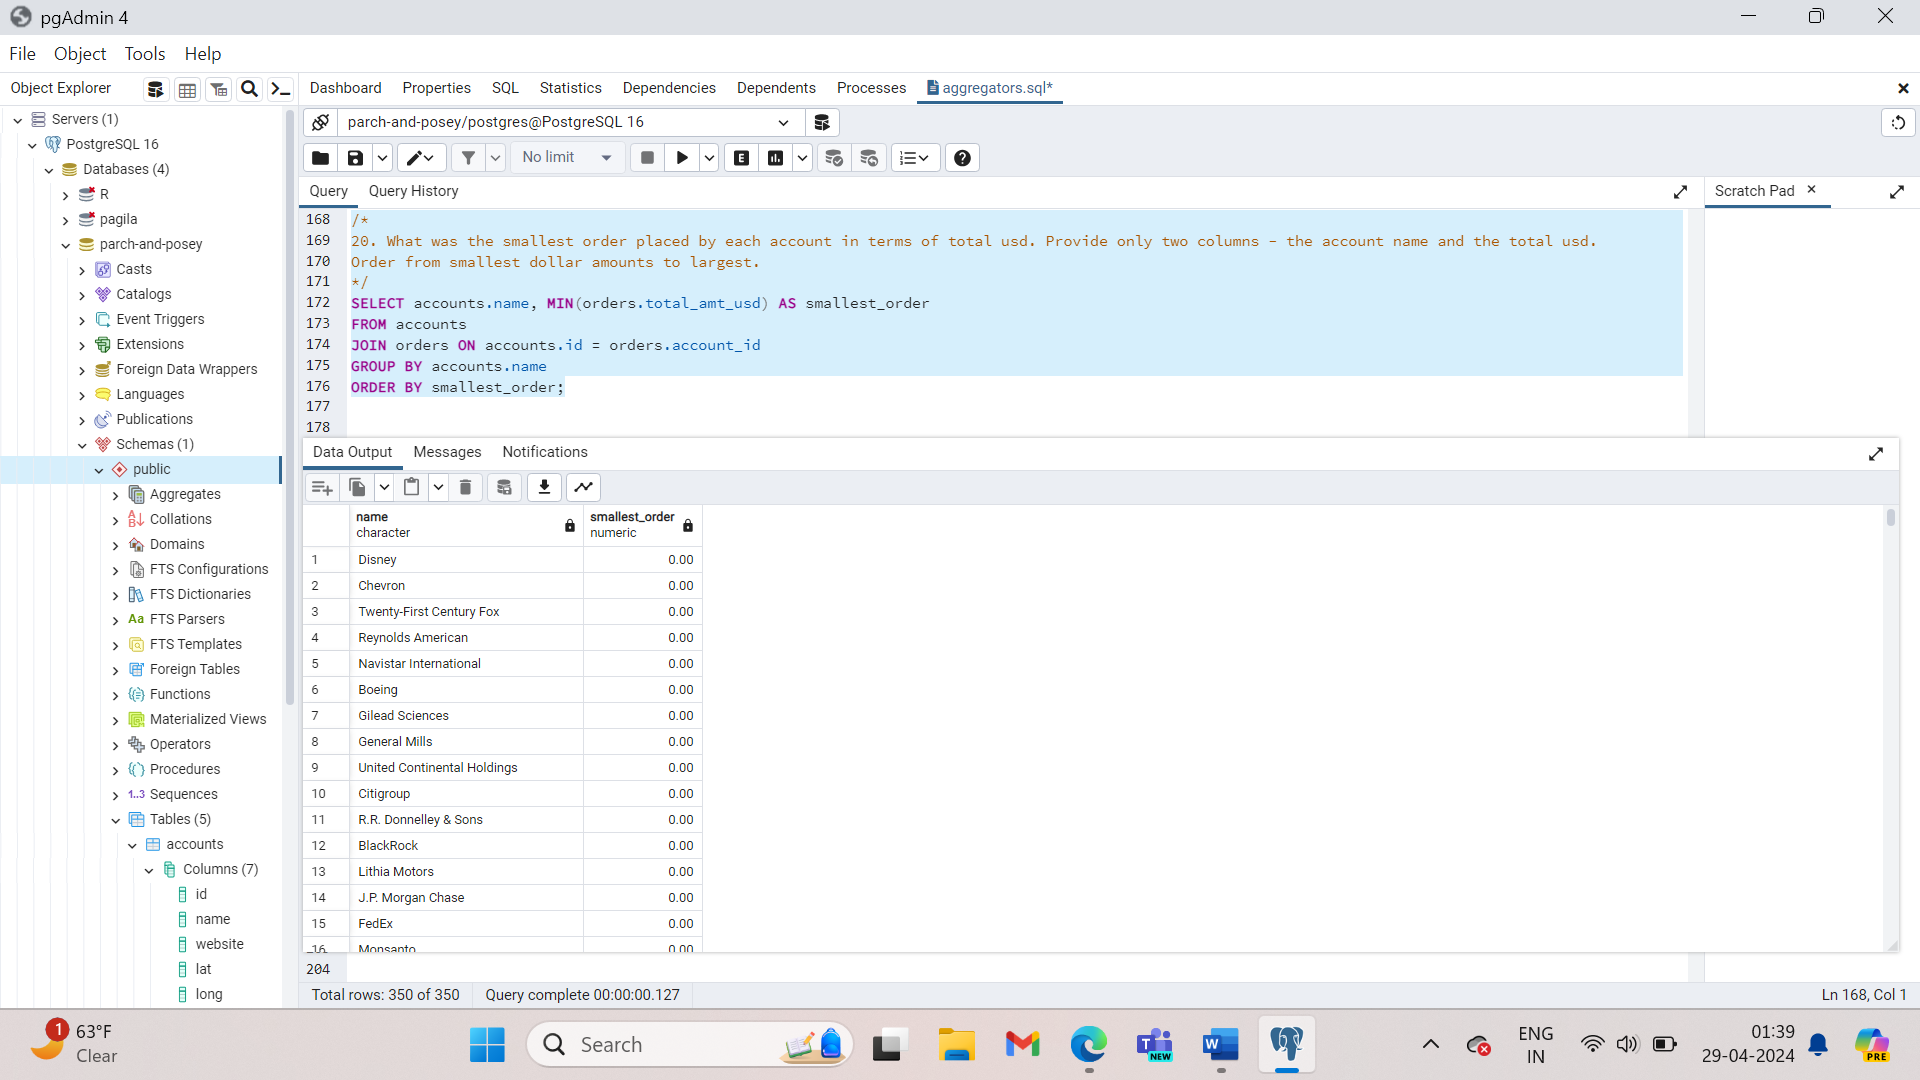 pgAdmin 4
File Object Tools Help
Object Explorer
Dashboard Properties SQL Statistics Dependencies Dependents Processes aggregators.sql*
Servers (1)
PostgreSQL 16
Databases (4)
R
pagila
parch-and-posey
Casts
Catalogs
Event Triggers
Extensions
Foreign Data Wrappers
Languages
Publications
Schemas (1)
public
Aggregates
Collations
Domains
FTS Configurations
FTS Dictionaries
Aa FTS Parsers
FTS Templates
Foreign Tables
Functions
Materialized Views
Operators
Procedures
1..3 Sequences
Tables (5)
accounts
Columns (7)
id
name
website
lat
long
parch-and-posey/postgres@PostgreSQL 16
No limit
E
Query Query History
Scratch Pad
168 /*
169 20. What was the smallest order placed by each account in terms of total usd. Provide only two columns - the account name and the total usd.
170 Order from smallest dollar amounts to largest.
171 */
172 SELECT accounts.name, MIN(orders.total_amt_usd) AS smallest_order
173 FROM accounts
174 JOIN orders ON accounts.id = orders.account_id
175 GROUP BY accounts.name
176 ORDER BY smallest_order;
177
178
Data Output Messages Notifications
name smallest_order
character numeric
1 Disney 0.00
2 Chevron 0.00
3 Twenty-First Century Fox 0.00
4 Reynolds American 0.00
5 Navistar International 0.00
6 Boeing 0.00
7 Gilead Sciences 0.00
8 General Mills 0.00
9 United Continental Holdings 0.00
10 Citigroup 0.00
11 R.R. Donnelley & Sons 0.00
12 BlackRock 0.00
13 Lithia Motors 0.00
14 J.P. Morgan Chase 0.00
15 FedEx 0.00
16 Monsanto 0.00
204
Total rows: 350 of 350 Query complete 00:00:00.127
Ln 168, Col 1
1
63°F
Clear
Search
NEW
W
ENG
IN
01:39
29-04-2024
PRE